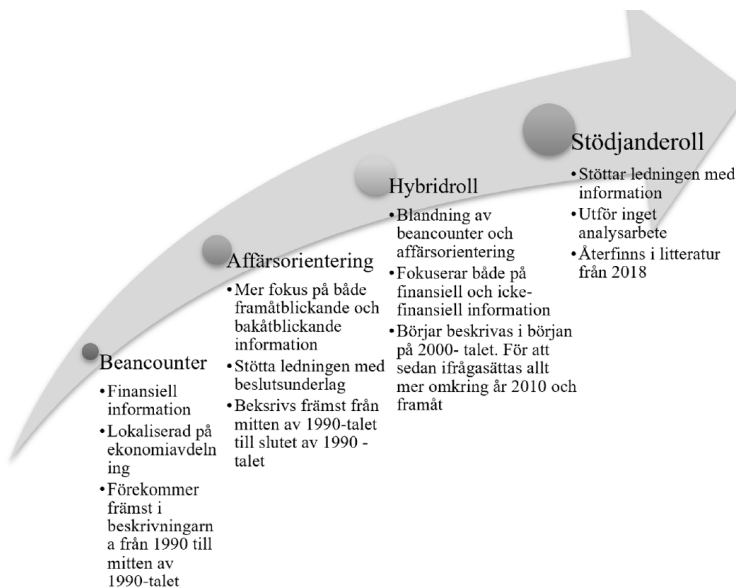 Beancounter
•Finansiell
information
•Lokaliserad på
ekonomiavdeln
ing
•Förekommer
främst i
beskrivningarn
a från 1990 till
mitten av
1990-talet
Affärsorientering
•Mer fokus på både
framåtblickande och
bakåtblickande
information
•Stötta ledningen med
beslutsunderlag
•Beksrivs främst från
mitten av 1990-talet
till slutet av 1990 -
talet
Hybridroll
•Blandning av
beancounter och
affärsorientering
•Fokuserar både på
finansiell och icke-
finansiell information
•Börjar beskrivas i början
på 2000- talet. För att
sedan ifrågasättas allt
mer omkring år 2010 och
framåt
Stödjanderoll
•Stöttar ledningen med
information
•Utför inget
analysarbete
•Återfinns i litteratur
från 2018